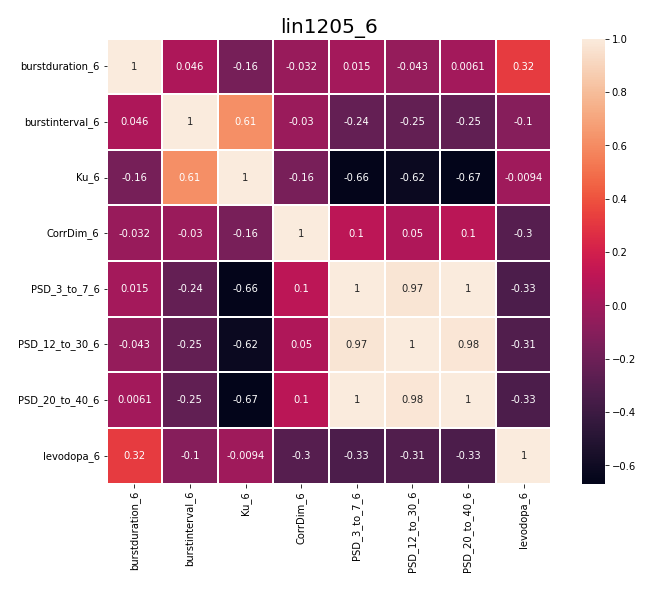 lin1205_6
burstduration_6 1 0.046 -0.16 -0.032 0.015 -0.043 0.0061 0.32
burstinterval_6 0.046 1 0.61 -0.03 -0.24 -0.25 -0.25 -0.1
Ku_6 -0.16 0.61 1 -0.16 -0.66 -0.62 -0.67 -0.0094
CorrDim_6 -0.032 -0.03 -0.16 1 0.1 0.05 0.1 -0.3
PSD_3_to_7_6 0.015 -0.24 -0.66 0.1 1 0.97 1 -0.33
PSD_12_to_30_6 -0.043 -0.25 -0.62 0.05 0.97 1 0.98 -0.31
PSD_20_to_40_6 0.0061 -0.25 -0.67 0.1 1 0.98 1 -0.33
levodopa_6 0.32 -0.1 -0.0094 -0.3 -0.33 -0.31 -0.33 1
burstduration_6
burstinterval_6
Ku_6
CorrDim_6
PSD_3_to_7_6
PSD_12_to_30_6
PSD_20_to_40_6
levodopa_6
1.0
0.8
0.6
0.4
0.2
0.0
−0.2
−0.4
−0.6